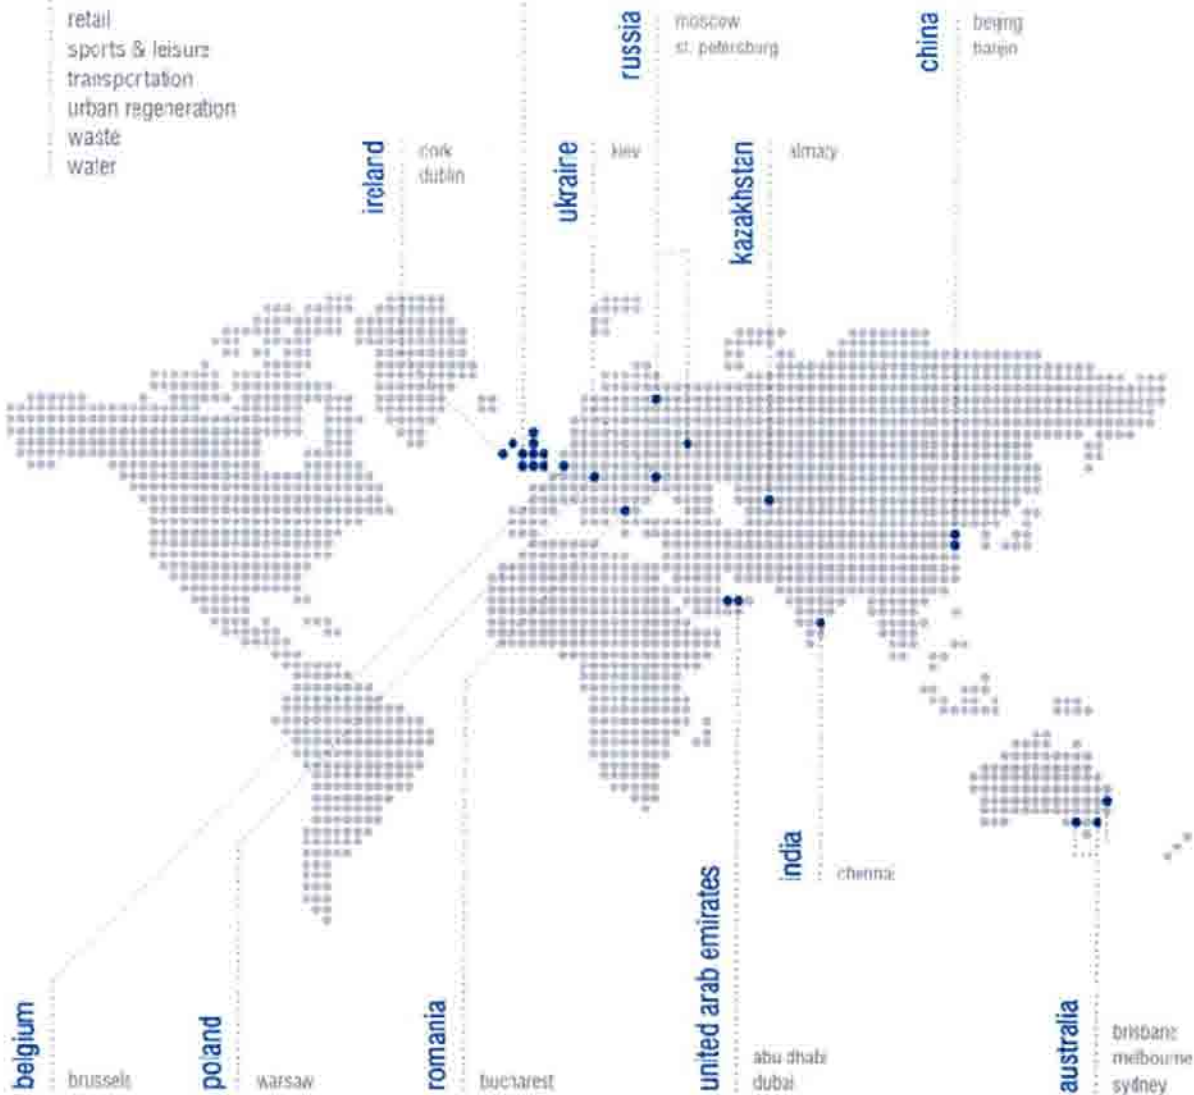 retail
sports & leisure
transportation
urban regeneration
waste
water
russia
moscow
st. petersburg
china
beijing
tianjin
ireland
cork
dublin
ukraine
kiev
kazakhstan
almaty
india
chennai
belgium
brussels
poland
warsaw
romania
bucharest
united arab emirates
abu dhabi
dubai
australia
brisbane
melbourne
sydney